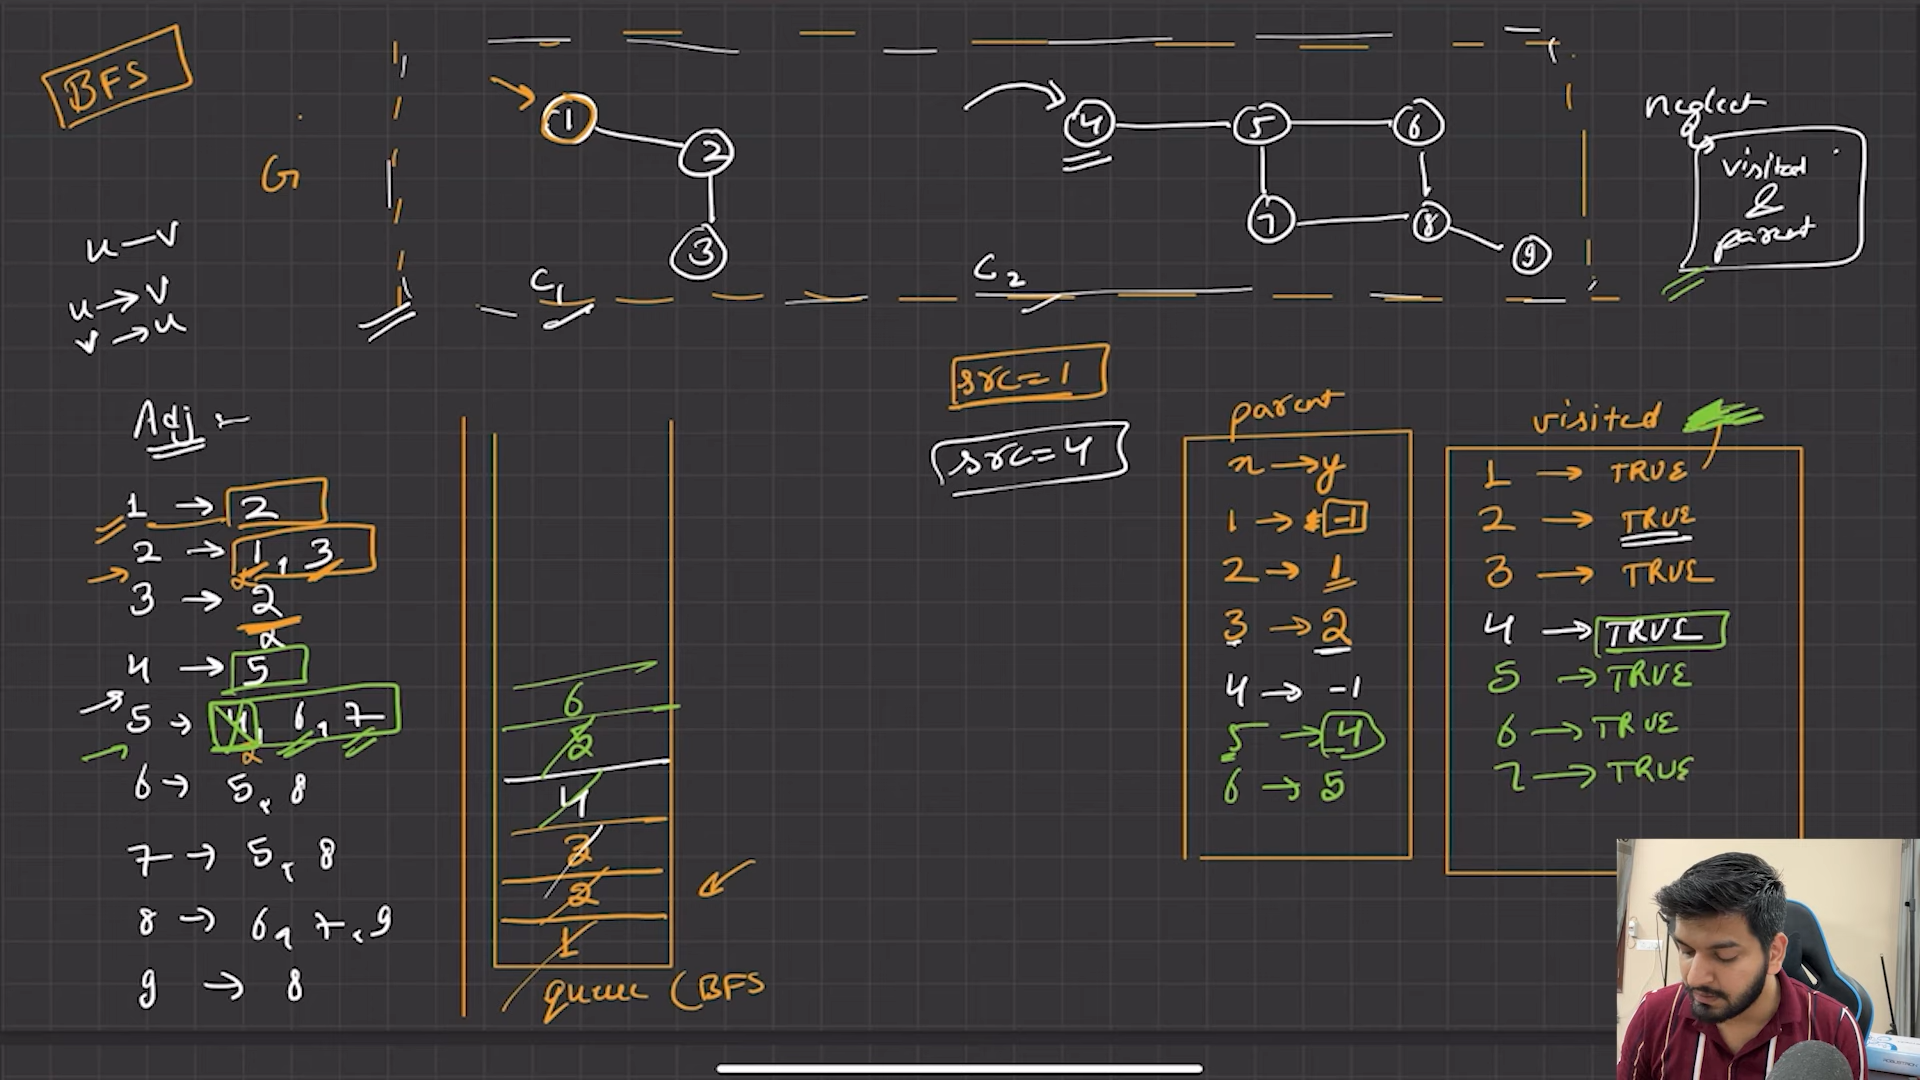 BFS
G
u—v
u→v
v→u
1
2
3
C1
4
5
6
7
8
9
C2
neglect
visited
&
parent
src=1
src=4
Adj :-
1 → 2
2 → 1, 3
3 → 2
4 → 5
5 → 4, 6, 7
6 → 5, 8
7 → 5, 8
8 → 6, 7, 9
9 → 8
6
5
4
3
2
1
queue (BFS
parent
x → y
1 → -1
2 → 1
3 → 2
4 → -1
5 → 4
6 → 5
visited
1 → TRUE
2 → TRUE
3 → TRUE
4 → TRUE
5 → TRUE
6 → TRUE
7 → TRUE